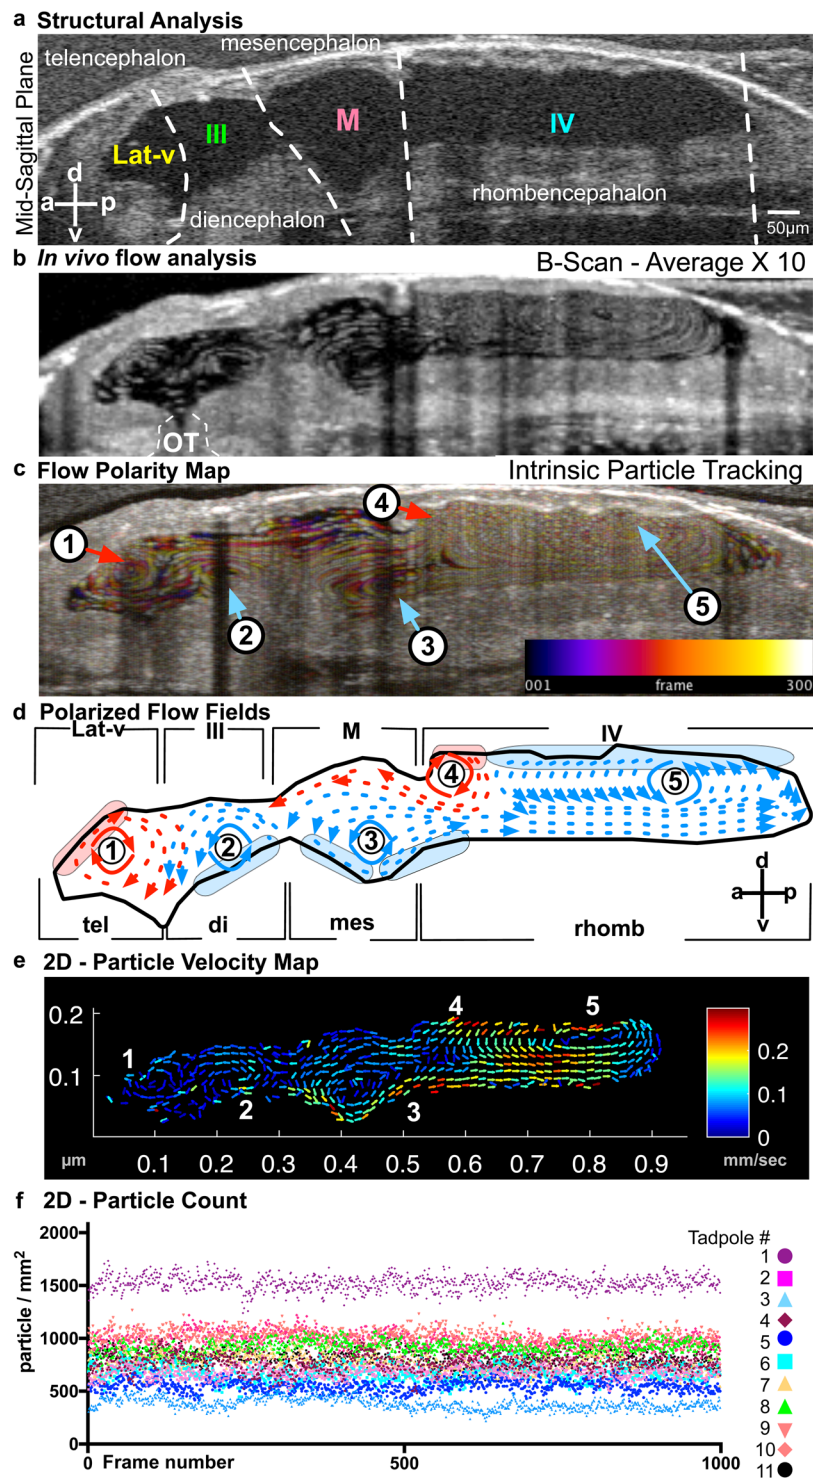 a Structural Analysis
Mid-Sagittal Plane
telencephalon
mesencephalon
Lat-v
III
M
IV
d
a p
v
diencephalon
rhombencepahalon
50µm
b In vivo flow analysis
B-Scan - Average X 10
OT
c Flow Polarity Map
Intrinsic Particle Tracking
1
2
3
4
5
001 frame 300
d Polarized Flow Fields
Lat-v III M IV
1
2
3
4
5
d
a p
v
tel di mes rhomb
e 2D - Particle Velocity Map
0.2
0.1
1
2
3
4
5
0.2
0.1
0
mm/sec
µm 0.1 0.2 0.3 0.4 0.5 0.6 0.7 0.8 0.9
f 2D - Particle Count
particle / mm²
2000
1500
1000
500
0
0 Frame number 500 1000
Tadpole #
1
2
3
4
5
6
7
8
9
10
11